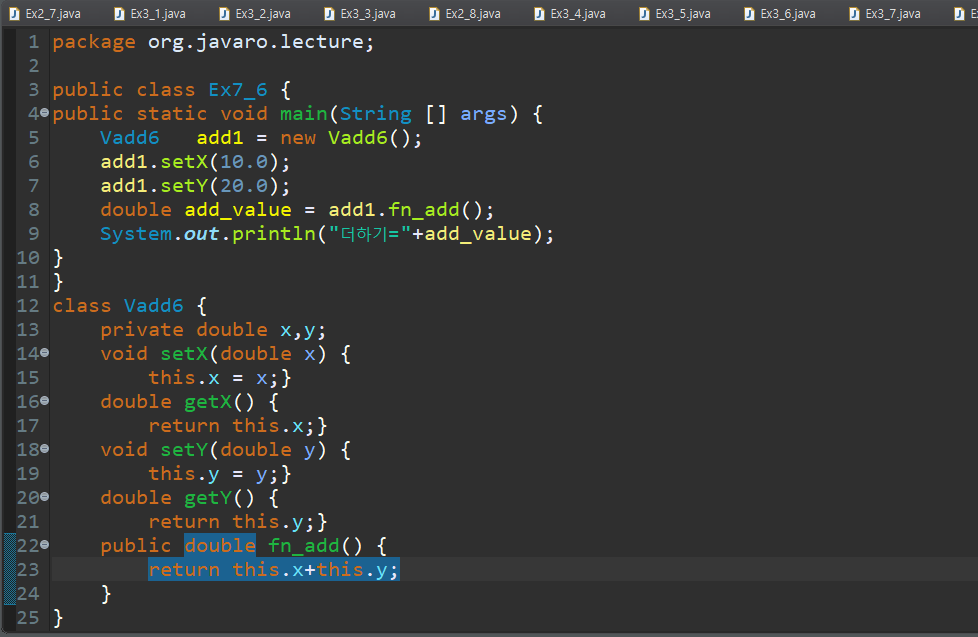 Ex2_7.java Ex3_1.java Ex3_2.java Ex3_3.java Ex2_8.java Ex3_4.java Ex3_5.java Ex3_6.java Ex3_7.java
1 package org.javaro.lecture;
2
3 public class Ex7_6 {
4 public static void main(String [] args) {
5 Vadd6 add1 = new Vadd6();
6 add1.setX(10.0);
7 add1.setY(20.0);
8 double add_value = add1.fn_add();
9 System.out.println("더하기="+add_value);
10 }
11 }
12 class Vadd6 {
13 private double x,y;
14 void setX(double x) {
15 this.x = x;}
16 double getX() {
17 return this.x;}
18 void setY(double y) {
19 this.y = y;}
20 double getY() {
21 return this.y;}
22 public double fn_add() {
23 return this.x+this.y;
24 }
25 }